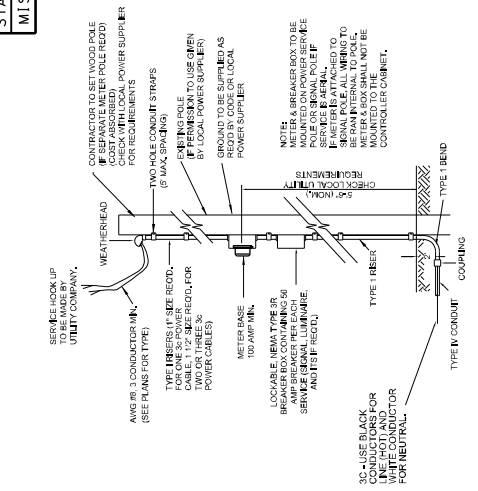 STA
MIS
SERVICE HOOK UP
TO BE MADE BY
UTILITY COMPANY.
WEATHERHEAD
CONTRACTOR TO SET WOOD POLE
(IF SEPARATE METER POLE REQ'D)
(COST ABSORBED)
CHECK WITH LOCAL POWER SUPPLIER
FOR REQUIREMENTS
TWO HOLE CONDUIT STRAPS
(5' MAX. SPACING)
EXISTING POLE
(IF PERMISSION TO USE GIVEN
BY LOCAL POWER SUPPLIER)
GROUND TO BE SUPPLIED AS
REQ'D BY CODE OR LOCAL
POWER SUPPLIER
AWG #8, 3 CONDUCTOR MIN.
(SEE PLANS FOR TYPE)
TYPE I RISERS (1" SIZE REQ'D.
FOR ONE 3c POWER
CABLE, 1 1/2" SIZE REQ'D. FOR
TWO OR THREE 3c
POWER CABLES)
METER BASE
100 AMP MIN.
LOCKABLE, NEMA TYPE 3R
BREAKER BOX CONTAINING 50
AMP BREAKER PER EACH
SERVICE (SIGNAL, LUMINAIRE,
AND ITS IF REQ'D.)
5'-6" (NOM.)
CHECK LOCAL UTILITY
REQUIREMENTS
NOTE:
METER & BREAKER BOX TO BE
MOUNTED ON POWER SERVICE
POLE OR SIGNAL POLE IF
SERVICE IS AERIAL.
IF METER IS ATTACHED TO
SIGNAL POLE, ALL WIRING TO
BE RAN INTERNAL TO POLE.
METER & BOX SHALL NOT BE
MOUNTED TO THE
CONTROLLER CABINET.
TYPE 1 RISER
2'
TYPE 1 BEND
COUPLING
TYPE IV CONDUIT
3C - USE BLACK
CONDUCTORS FOR
LINE (HOT) AND
WHITE CONDUCTOR
FOR NEUTRAL.